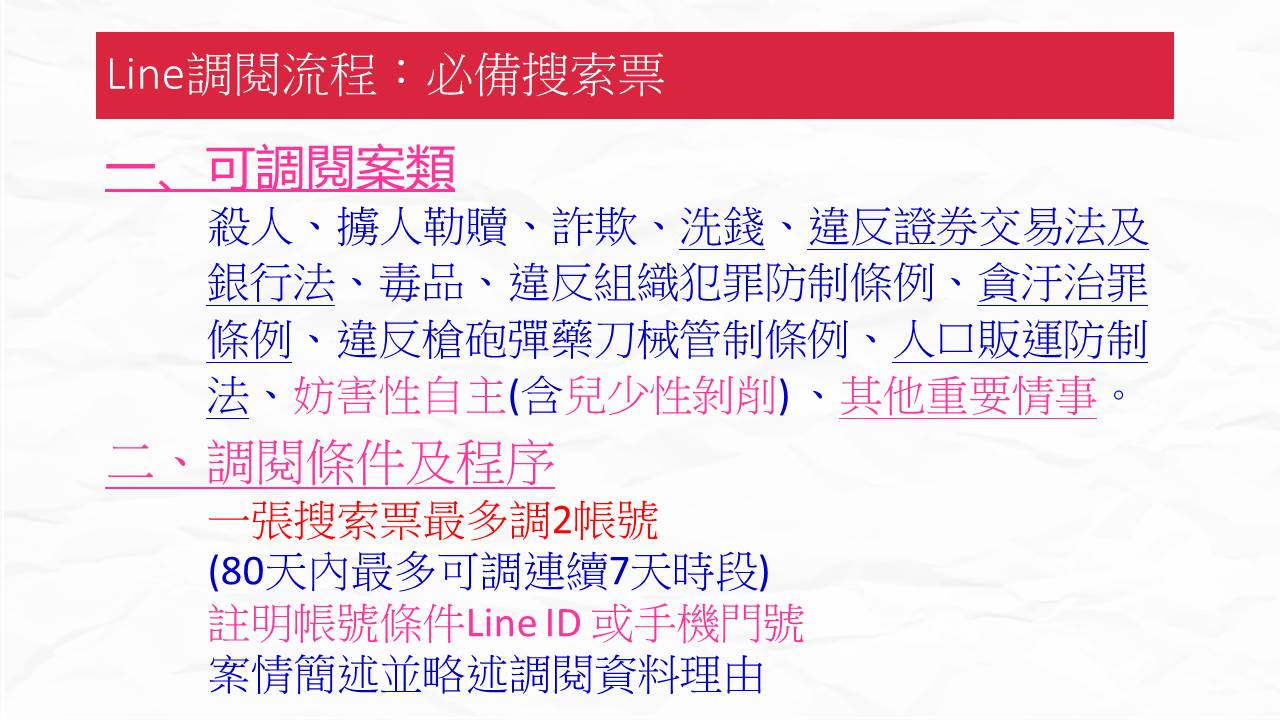 Line調閱流程：必備搜索票
一、可調閱案類
殺人、擄人勒贖、詐欺、洗錢、違反證券交易法及
銀行法、毒品、違反組織犯罪防制條例、貪汙治罪
條例、違反槍砲彈藥刀械管制條例、人口販運防制
法、妨害性自主(含兒少性剝削)、其他重要情事。
二、調閱條件及程序
一張搜索票最多調2帳號
(80天內最多可調連續7天時段)
註明帳號條件Line ID 或手機門號
案情簡述並略述調閱資料理由